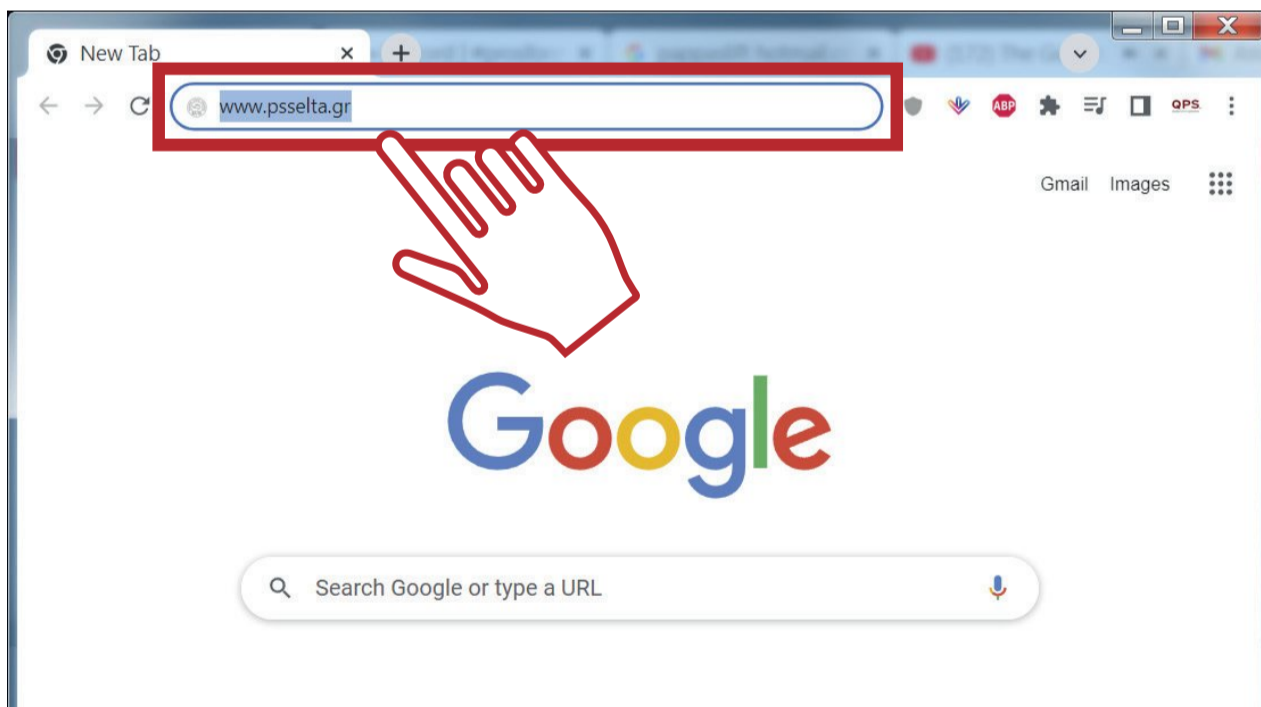 New Tab
www.psselta.gr
ABP
QPS
Gmail Images
Google
Search Google or type a URL